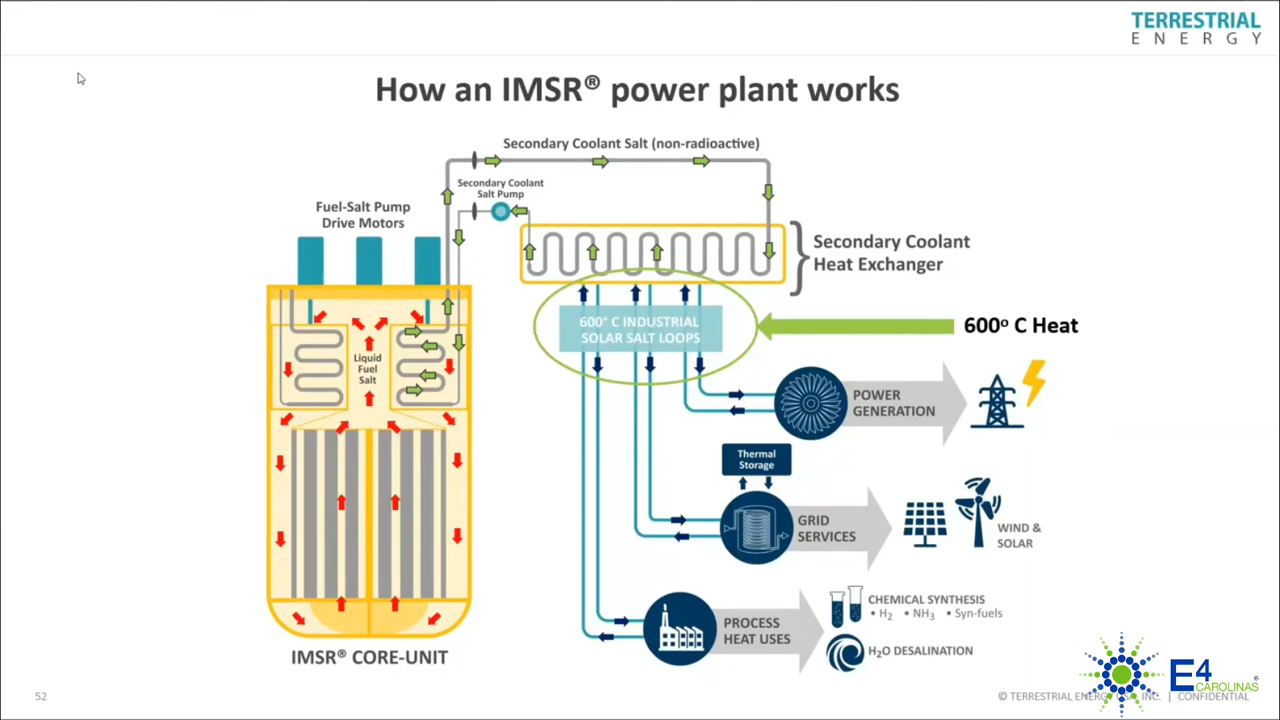 TERRESTRIAL
ENERGY
How an IMSR® power plant works
Secondary Coolant Salt (non-radioactive)
Secondary Coolant
Salt Pump
Fuel-Salt Pump
Drive Motors
Secondary Coolant
Heat Exchanger
600° C INDUSTRIAL
SOLAR SALT LOOPS
600º C Heat
Liquid
Fuel
Salt
POWER
GENERATION
Thermal
Storage
GRID
SERVICES
WIND &
SOLAR
PROCESS
HEAT USES
CHEMICAL SYNTHESIS
• H₂ • NH₃ • Syn-fuels
H₂O DESALINATION
IMSR® CORE-UNIT
52
© TERRESTRIAL ENERGY USA, INC. | CONFIDENTIAL
E4
CAROLINAS®